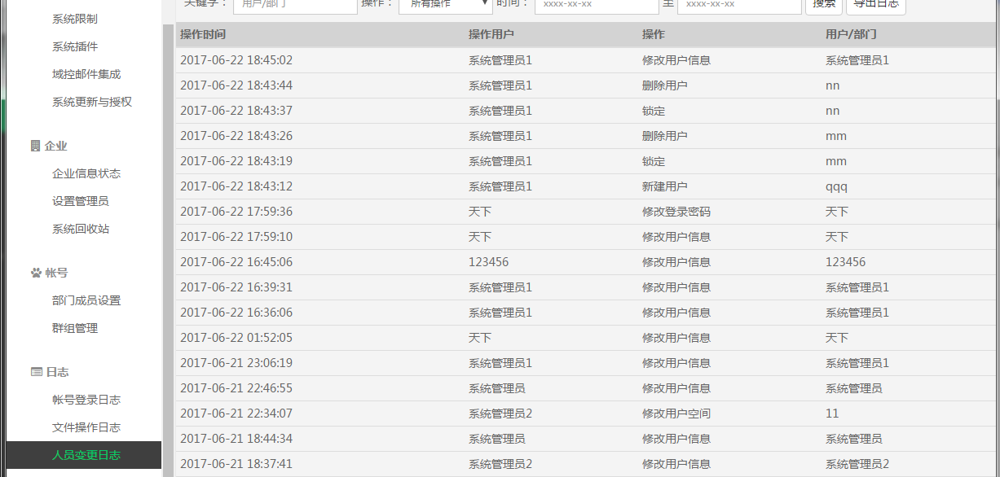 系统限制
系统插件
域控邮件集成
系统更新与授权
企业
企业信息状态
设置管理员
系统回收站
帐号
部门成员设置
群组管理
日志
帐号登录日志
文件操作日志
人员变更日志
关键字： 用户/部门 操作： 所有操作 时间： xxxx-xx-xx 至 xxxx-xx-xx 搜索 导出日志
操作时间 操作用户 操作 用户/部门
2017-06-22 18:45:02 系统管理员1 修改用户信息 系统管理员1
2017-06-22 18:43:44 系统管理员1 删除用户 nn
2017-06-22 18:43:37 系统管理员1 锁定 nn
2017-06-22 18:43:26 系统管理员1 删除用户 mm
2017-06-22 18:43:19 系统管理员1 锁定 mm
2017-06-22 18:43:12 系统管理员1 新建用户 qqq
2017-06-22 17:59:36 天下 修改登录密码 天下
2017-06-22 17:59:10 天下 修改用户信息 天下
2017-06-22 16:45:06 123456 修改用户信息 123456
2017-06-22 16:39:31 系统管理员1 修改用户信息 系统管理员1
2017-06-22 16:36:06 系统管理员1 修改用户信息 系统管理员1
2017-06-22 01:52:05 天下 修改用户信息 天下
2017-06-21 23:06:19 系统管理员1 修改用户信息 系统管理员1
2017-06-21 22:46:55 系统管理员 修改用户信息 系统管理员
2017-06-21 22:34:07 系统管理员2 修改用户空间 11
2017-06-21 18:44:34 系统管理员 修改用户信息 系统管理员
2017-06-21 18:37:41 系统管理员2 修改用户信息 系统管理员2